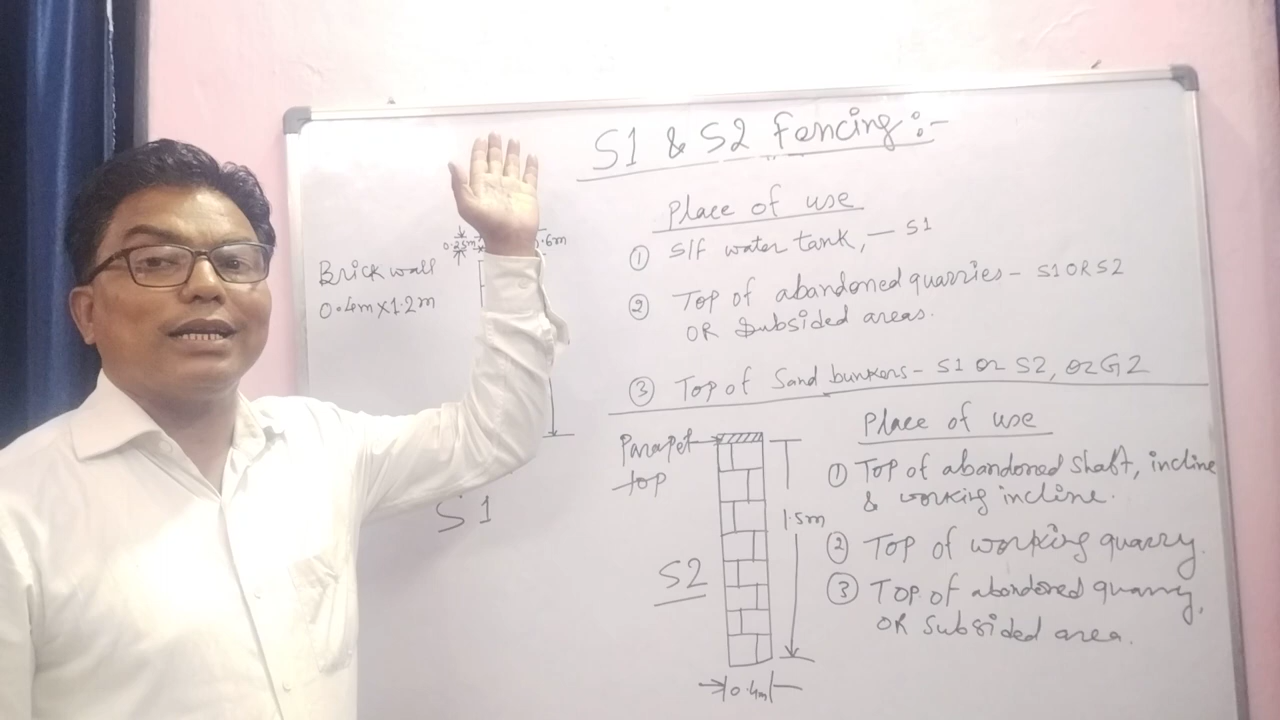 S1 & S2 Fencing :-
Place of use
① S/F water tank, — S1
② Top of abandoned quarries - S1 OR S2
OR Subsided areas.
③ Top of Sand bunkers - S1 or S2, or G2
0.25m
.6m
Brick wall
0.4m x 1.2m
S1
Parapet
top
S2
1.5m
0.4m
Place of use
① Top of abandoned shaft, incline
& working incline.
② Top of working quarry.
③ Top of abandoned quarry,
OR Subsided area.